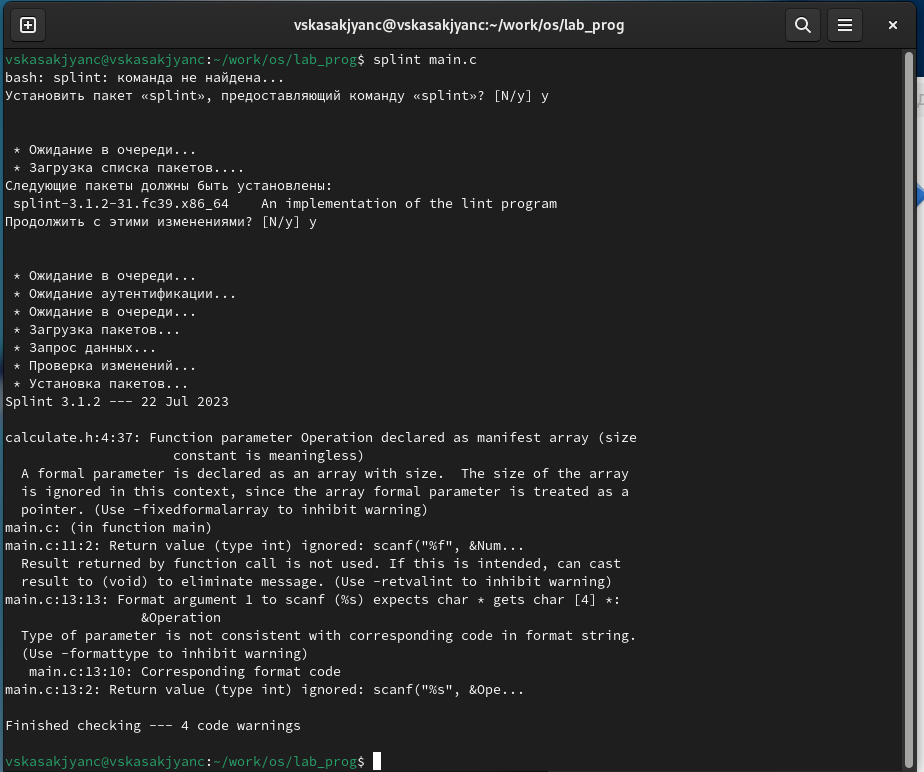 vskasakjyanc@vskasakjyanc:~/work/os/lab_prog
vskasakjyanc@vskasakjyanc:~/work/os/lab_prog$ splint main.c
bash: splint: команда не найдена...
Установить пакет «splint», предоставляющий команду «splint»? [N/y] y
* Ожидание в очереди...
* Загрузка списка пакетов....
Следующие пакеты должны быть установлены:
splint-3.1.2-31.fc39.x86_64    An implementation of the lint program
Продолжить с этими изменениями? [N/y] y
* Ожидание в очереди...
* Ожидание аутентификации...
* Ожидание в очереди...
* Загрузка пакетов...
* Запрос данных...
* Проверка изменений...
* Установка пакетов...
Splint 3.1.2 --- 22 Jul 2023
calculate.h:4:37: Function parameter Operation declared as manifest array (size
constant is meaningless)
A formal parameter is declared as an array with size.  The size of the array
is ignored in this context, since the array formal parameter is treated as a
pointer. (Use -fixedformalarray to inhibit warning)
main.c: (in function main)
main.c:11:2: Return value (type int) ignored: scanf("%f", &Num...
Result returned by function call is not used. If this is intended, can cast
result to (void) to eliminate message. (Use -retvalint to inhibit warning)
main.c:13:13: Format argument 1 to scanf (%s) expects char * gets char [4] *:
&Operation
Type of parameter is not consistent with corresponding code in format string.
(Use -formattype to inhibit warning)
main.c:13:10: Corresponding format code
main.c:13:2: Return value (type int) ignored: scanf("%s", &Ope...
Finished checking --- 4 code warnings
vskasakjyanc@vskasakjyanc:~/work/os/lab_prog$